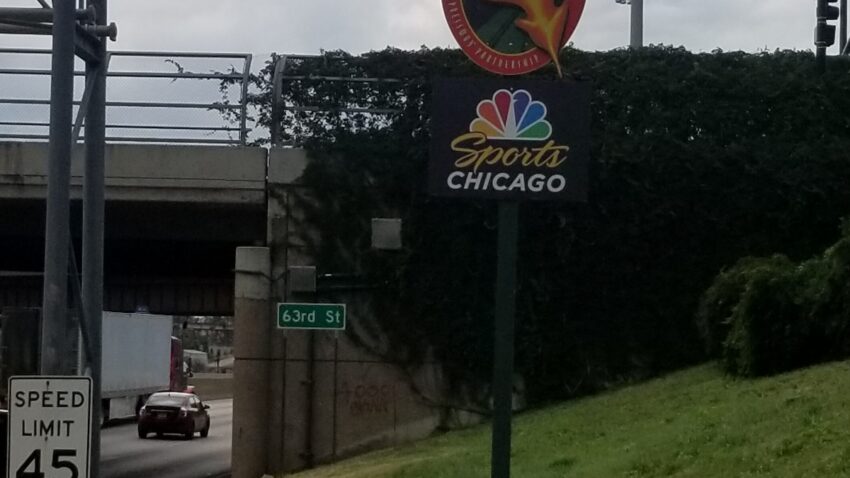 Sports
CHICAGO
63rd St
SPEED
LIMIT
45